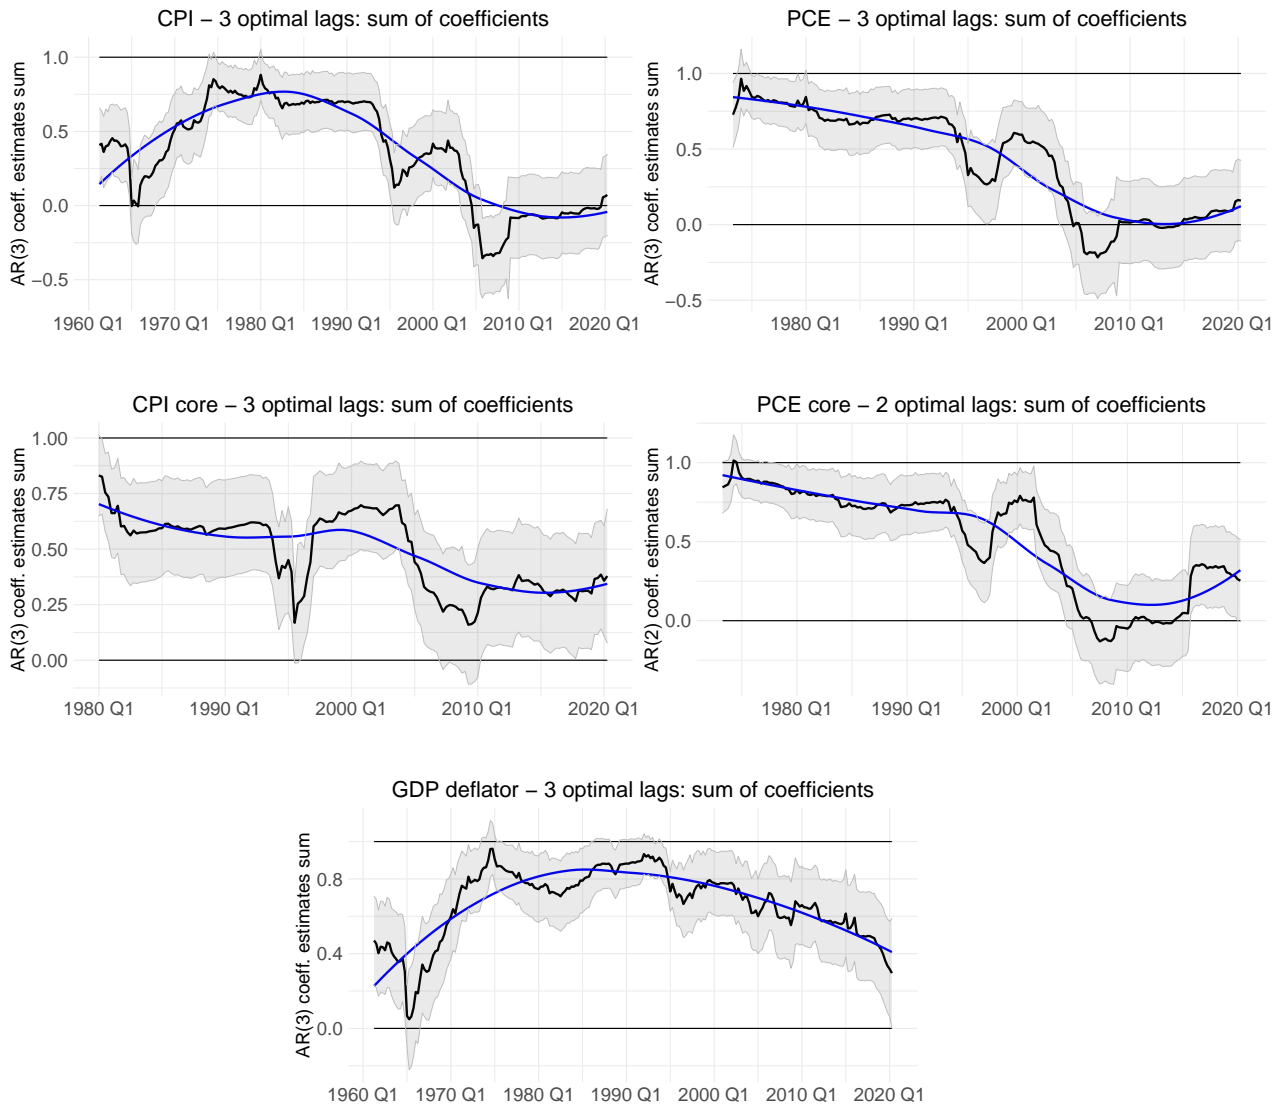 CPI – 3 optimal lags: sum of coefficients
AR(3) coeff. estimates sum
1.0
0.5
0.0
−0.5
1960 Q1 1970 Q1 1980 Q1 1990 Q1 2000 Q1 2010 Q1 2020 Q1
PCE – 3 optimal lags: sum of coefficients
AR(3) coeff. estimates sum
1.0
0.5
0.0
−0.5
1980 Q1 1990 Q1 2000 Q1 2010 Q1 2020 Q1
CPI core – 3 optimal lags: sum of coefficients
AR(3) coeff. estimates sum
1.00
0.75
0.50
0.25
0.00
1980 Q1 1990 Q1 2000 Q1 2010 Q1 2020 Q1
PCE core – 2 optimal lags: sum of coefficients
AR(2) coeff. estimates sum
1.0
0.5
0.0
1980 Q1 1990 Q1 2000 Q1 2010 Q1 2020 Q1
GDP deflator – 3 optimal lags: sum of coefficients
AR(3) coeff. estimates sum
0.8
0.4
0.0
1960 Q1 1970 Q1 1980 Q1 1990 Q1 2000 Q1 2010 Q1 2020 Q1